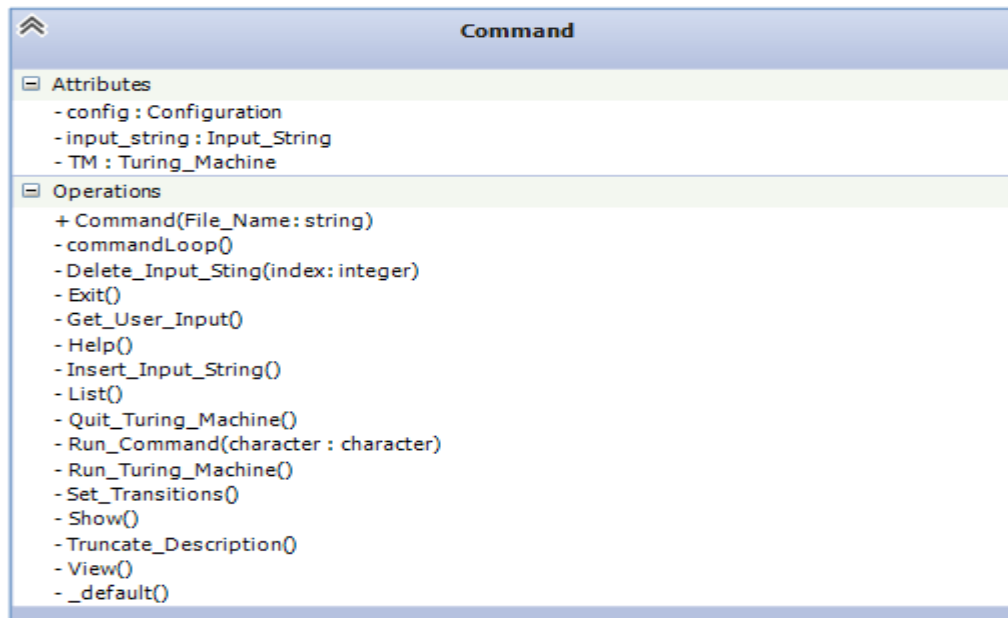 Command
Attributes
- config : Configuration
- input_string : Input_String
- TM : Turing_Machine
Operations
+ Command(File_Name: string)
- commandLoop()
- Delete_Input_Sting(index: integer)
- Exit()
- Get_User_Input()
- Help()
- Insert_Input_String()
- List()
- Quit_Turing_Machine()
- Run_Command(character : character)
- Run_Turing_Machine()
- Set_Transitions()
- Show()
- Truncate_Description()
- View()
- _default()